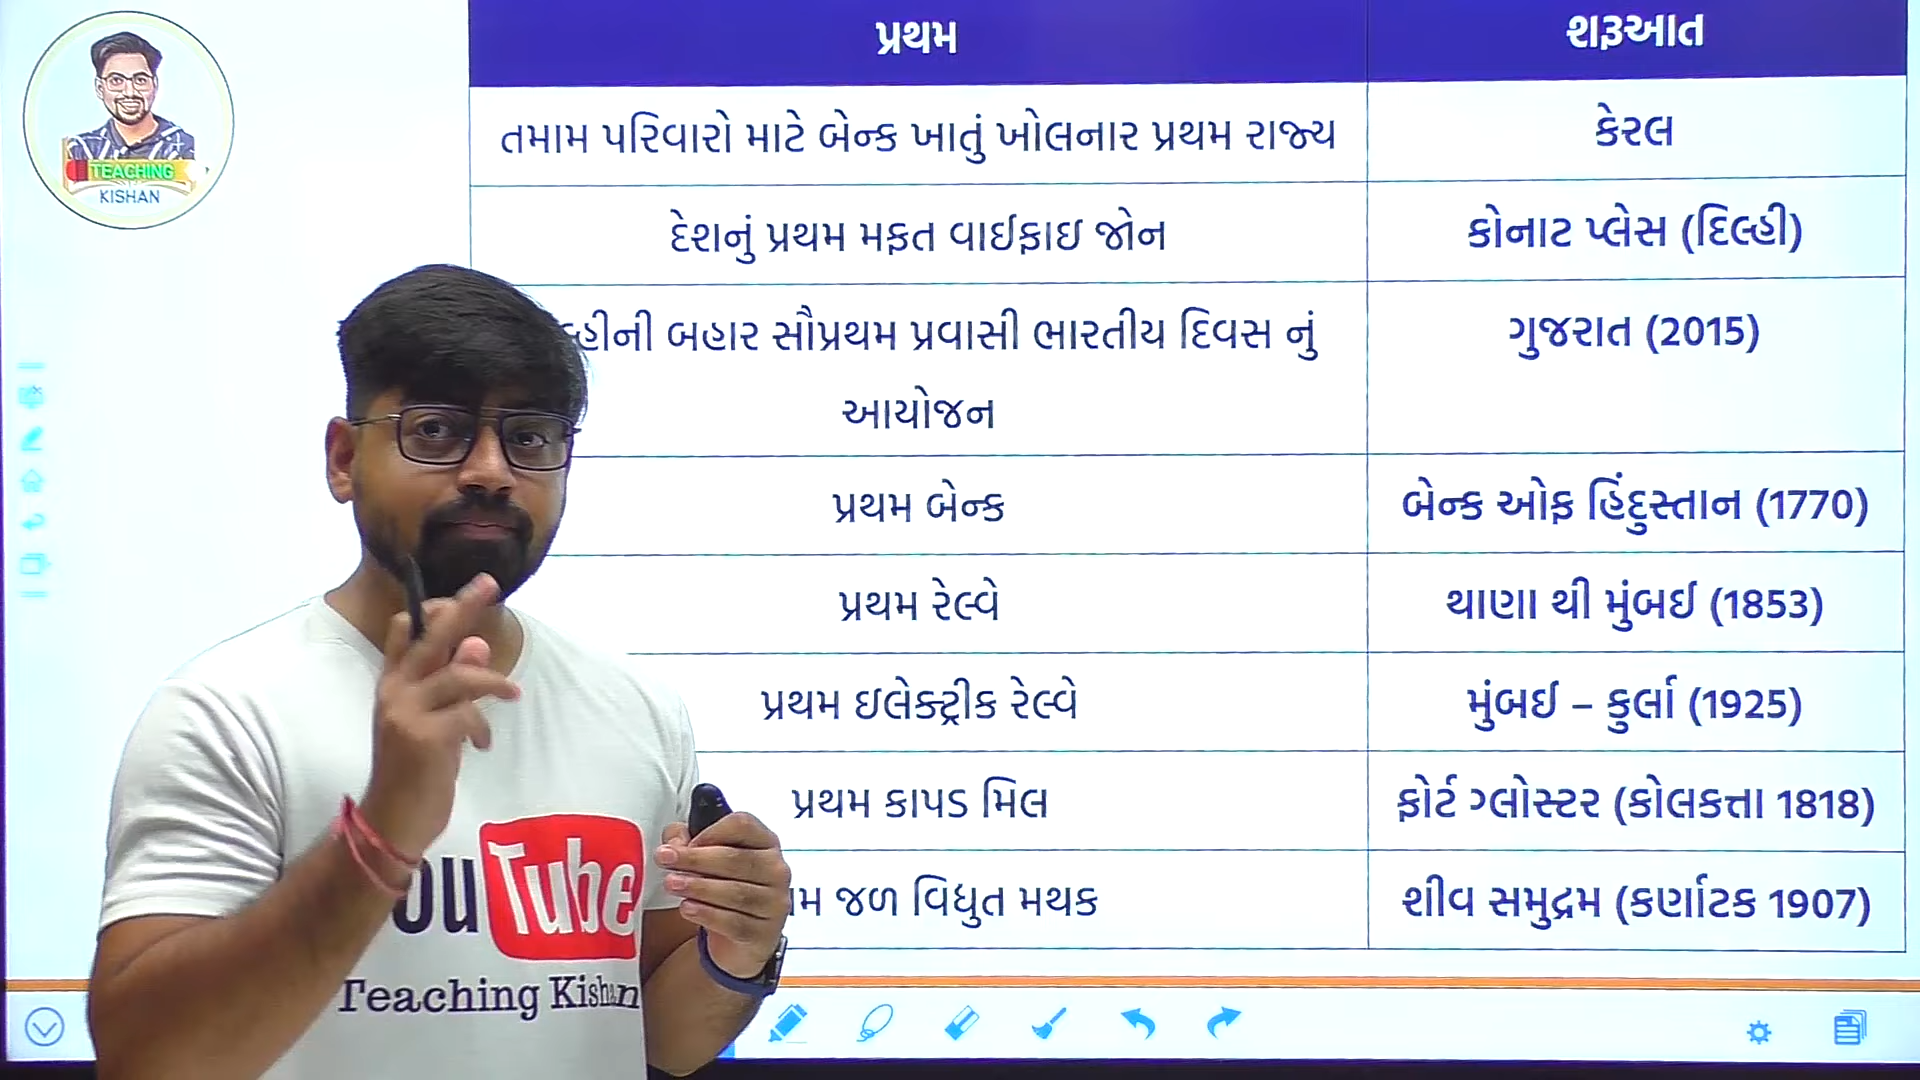 TEACHING
KISHAN
પ્રથમ
શરૂઆત
તમામ પરિવારો માટે બેન્ક ખાતું ખોલનાર પ્રથમ રાજ્ય
કેરલ
દેશનું પ્રથમ મફત વાઈફાઇ જોન
કોનાટ પ્લેસ (દિલ્હી)
બહાર સૌપ્રથમ પ્રવાસી ભારતીય દિવસ નું
આયોજન
ગુજરાત (2015)
પ્રથમ બેન્ક
બેન્ક ઓફ હિંદુસ્તાન (1770)
પ્રથમ રેલ્વે
થાણા થી મુંબઈ (1853)
પ્રથમ ઇલેક્ટ્રીક રેલ્વે
મુંબઈ – કુર્લા (1925)
પ્રથમ કાપડ મિલ
ફોર્ટ ગ્લોસ્ટર (કોલકત્તા 1818)
જળ વિદ્યુત મથક
શીવ સમુદ્રમ (કર્ણાટક 1907)
Tube
Teaching Kishan